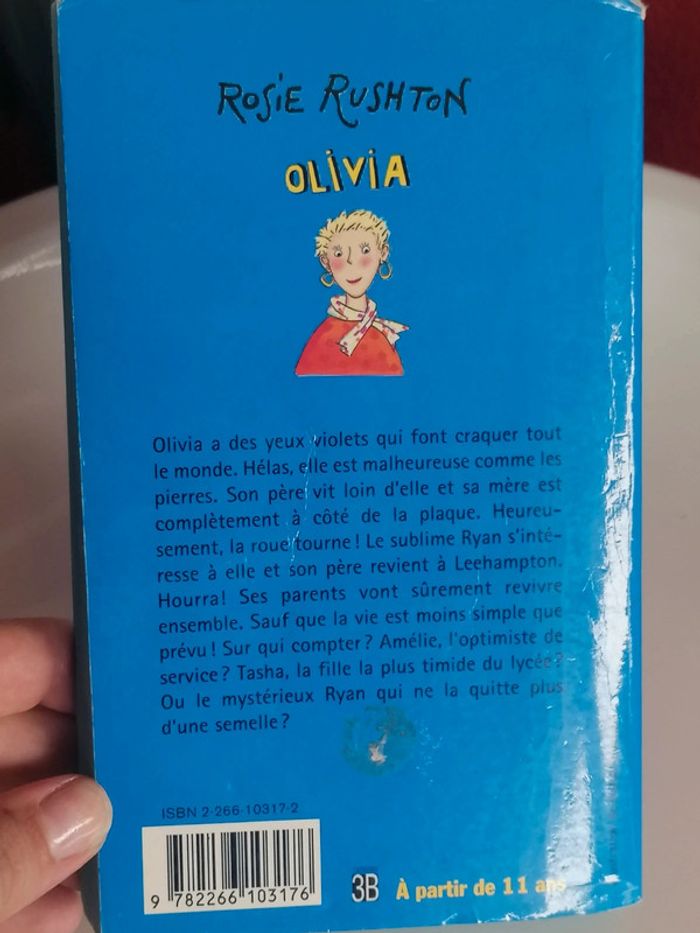 ROSIE RUSHTON
OLIVIA
Olivia a des yeux violets qui font craquer tout
le monde. Hélas, elle est malheureuse comme les
pierres. Son père vit loin d'elle et sa mère est
complètement à côté de la plaque. Heureu-
sement, la roue tourne ! Le sublime Ryan s'inté-
resse à elle et son père revient à Leehampton.
Hourra ! Ses parents vont sûrement revivre
ensemble. Sauf que la vie est moins simple que
prévu ! Sur qui compter ? Amélie, l'optimiste de
service ? Tasha, la fille la plus timide du lycée ?
Ou le mystérieux Ryan qui ne la quitte plus
d'une semelle ?
ISBN 2-266-10317-2
9 782266 103176
3B À partir de 11 ans